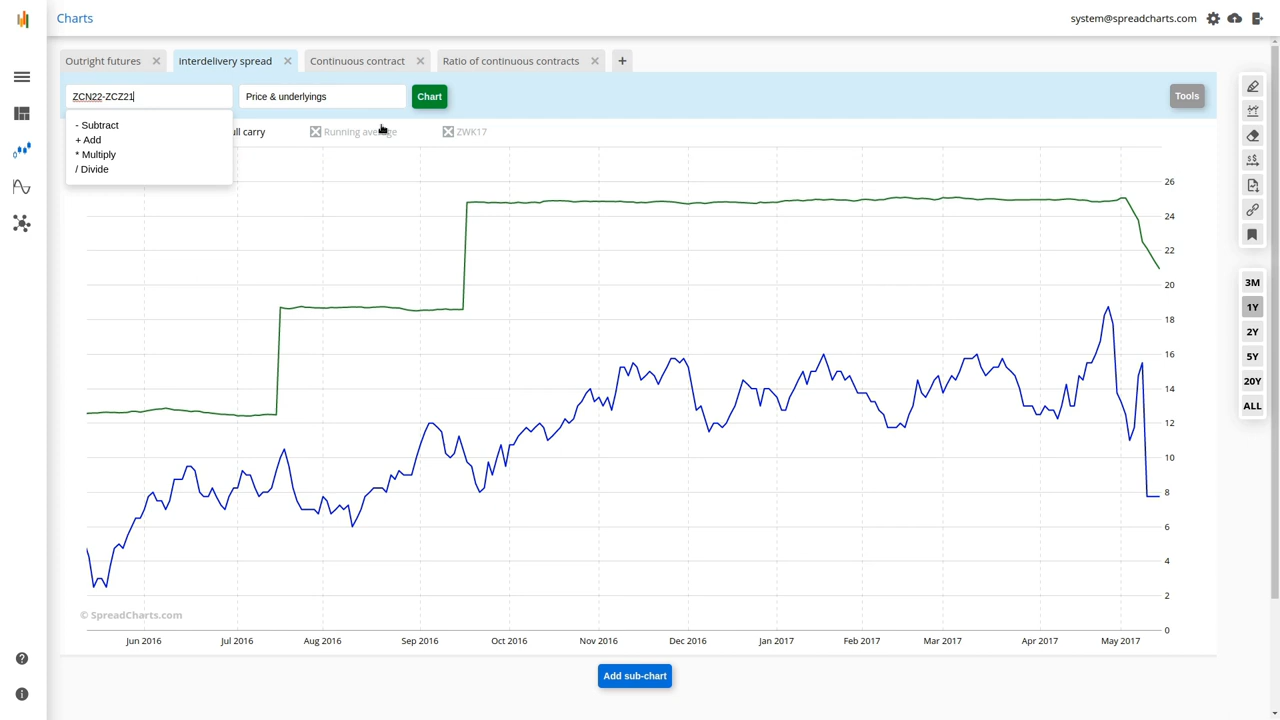 Charts
system@spreadcharts.com
Outright futures
Interdelivery spread
Continuous contract
Ratio of continuous contracts
+
ZCN22-ZCZ21
Price & underlyings
Chart
Tools
- Subtract
+ Add
* Multiply
/ Divide
ull carry
Running average
ZWK17
26
24
22
20
18
16
14
12
10
8
6
4
2
0
3M
1Y
2Y
5Y
20Y
ALL
© SpreadCharts.com
Jun 2016
Jul 2016
Aug 2016
Sep 2016
Oct 2016
Nov 2016
Dec 2016
Jan 2017
Feb 2017
Mar 2017
Apr 2017
May 2017
Add sub-chart